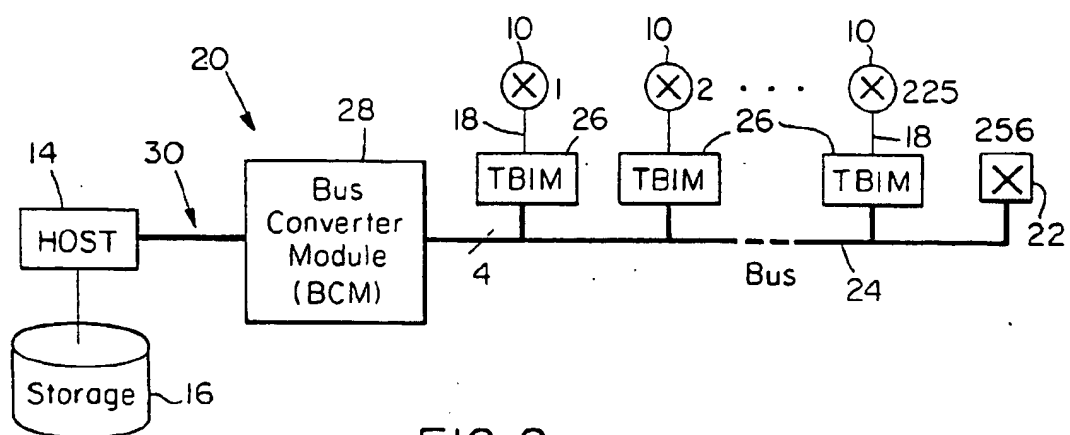 10
10
10
20
1
2
. . .
225
28
18
26
26
18
256
14
30
TBIM
TBIM
TBIM
Bus
Converter
Module
(BCM)
HOST
22
4
Bus
24
Storage
16